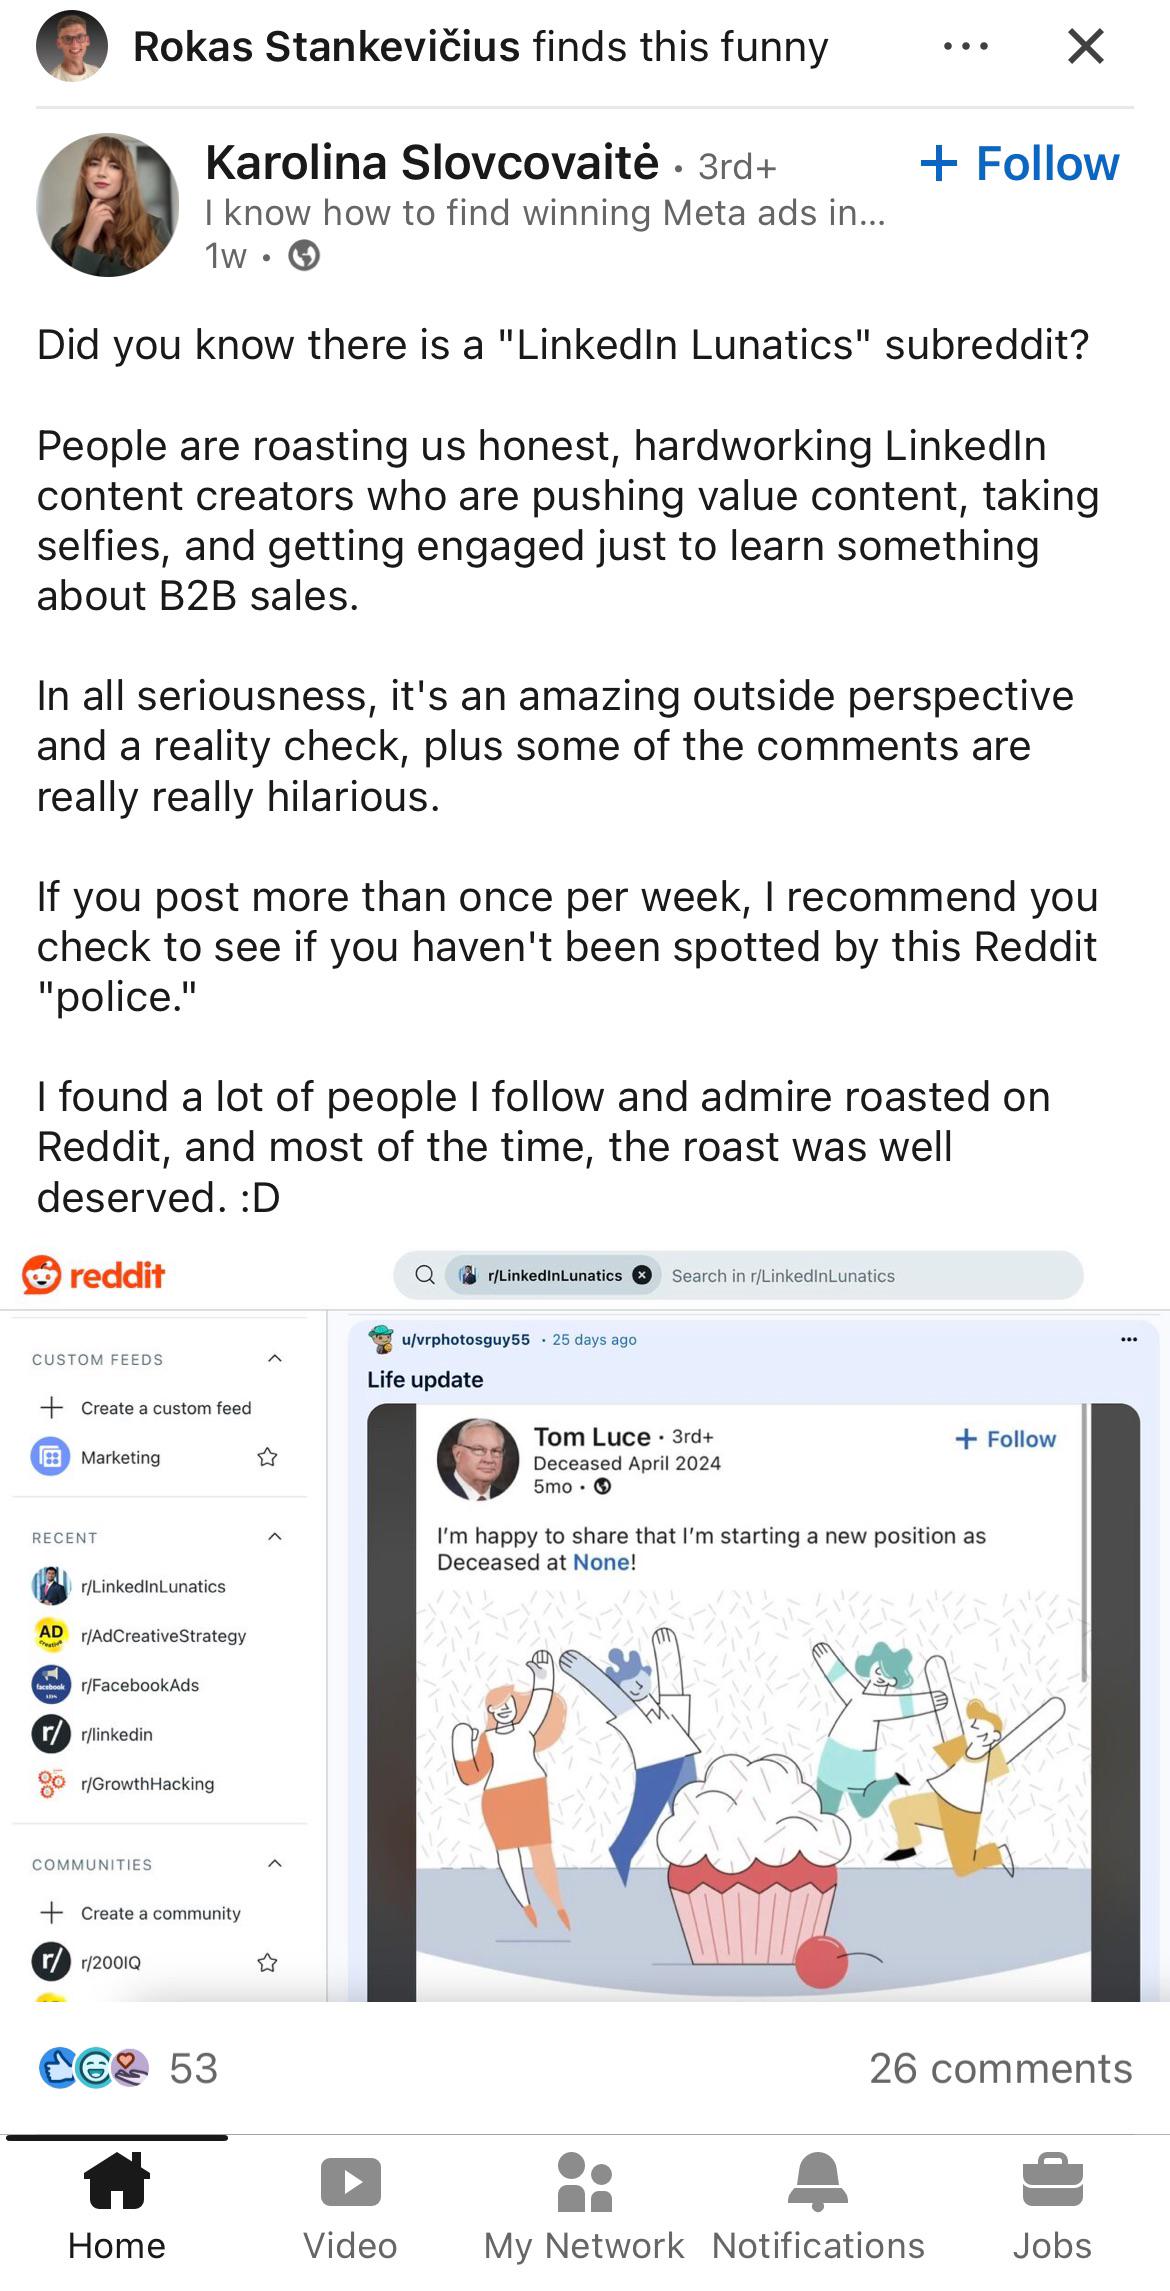 Rokas Stankevičius finds this funny
Karolina Slovcovaitė • 3rd+
+ Follow
I know how to find winning Meta ads in...
1w •
Did you know there is a "LinkedIn Lunatics" subreddit?
People are roasting us honest, hardworking LinkedIn
content creators who are pushing value content, taking
selfies, and getting engaged just to learn something
about B2B sales.
In all seriousness, it's an amazing outside perspective
and a reality check, plus some of the comments are
really really hilarious.
If you post more than once per week, I recommend you
check to see if you haven't been spotted by this Reddit
"police."
I found a lot of people I follow and admire roasted on
Reddit, and most of the time, the roast was well
deserved. :D
reddit
r/LinkedInLunatics
Search in r/LinkedInLunatics
CUSTOM FEEDS
Create a custom feed
Marketing
RECENT
r/LinkedInLunatics
AD
creative
r/AdCreativeStrategy
facebook
ADS
r/FacebookAds
r/
r/linkedin
r/GrowthHacking
COMMUNITIES
Create a community
r/
r/200IQ
u/vrphotosguy55 • 25 days ago
Life update
Tom Luce • 3rd+
+ Follow
Deceased April 2024
5mo •
I'm happy to share that I'm starting a new position as
Deceased at None!
53
26 comments
Home
Video
My Network
Notifications
Jobs